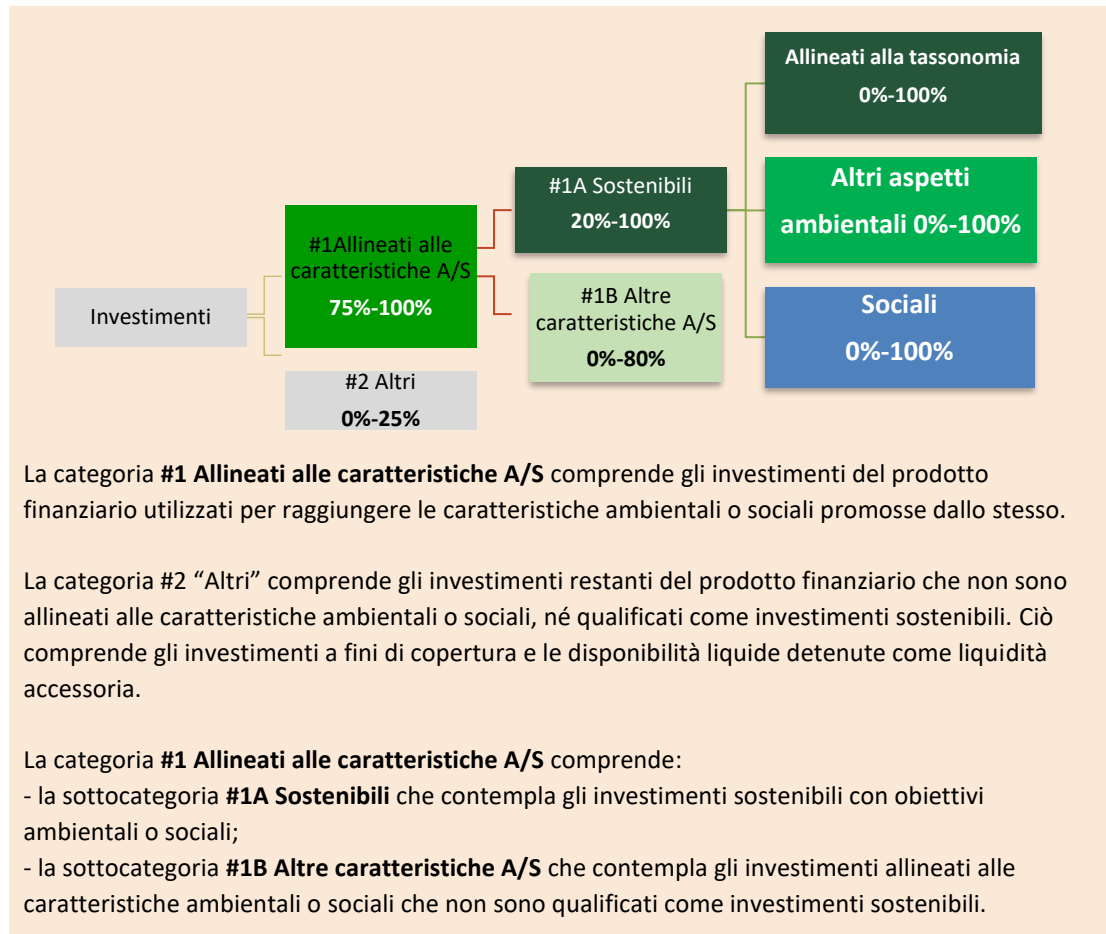 Allineati alla tassonomia
0%-100%
#1A Sostenibili
20%-100%
Altri aspetti
ambientali 0%-100%
#1Allineati alle
caratteristiche A/S
75%-100%
Investimenti
#1B Altre
caratteristiche A/S
0%-80%
Sociali
0%-100%
#2 Altri
0%-25%
La categoria #1 Allineati alle caratteristiche A/S comprende gli investimenti del prodotto
finanziario utilizzati per raggiungere le caratteristiche ambientali o sociali promosse dallo stesso.
La categoria #2 “Altri” comprende gli investimenti restanti del prodotto finanziario che non sono
allineati alle caratteristiche ambientali o sociali, né qualificati come investimenti sostenibili. Ciò
comprende gli investimenti a fini di copertura e le disponibilità liquide detenute come liquidità
accessoria.
La categoria #1 Allineati alle caratteristiche A/S comprende:
- la sottocategoria #1A Sostenibili che contempla gli investimenti sostenibili con obiettivi
ambientali o sociali;
- la sottocategoria #1B Altre caratteristiche A/S che contempla gli investimenti allineati alle
caratteristiche ambientali o sociali che non sono qualificati come investimenti sostenibili.